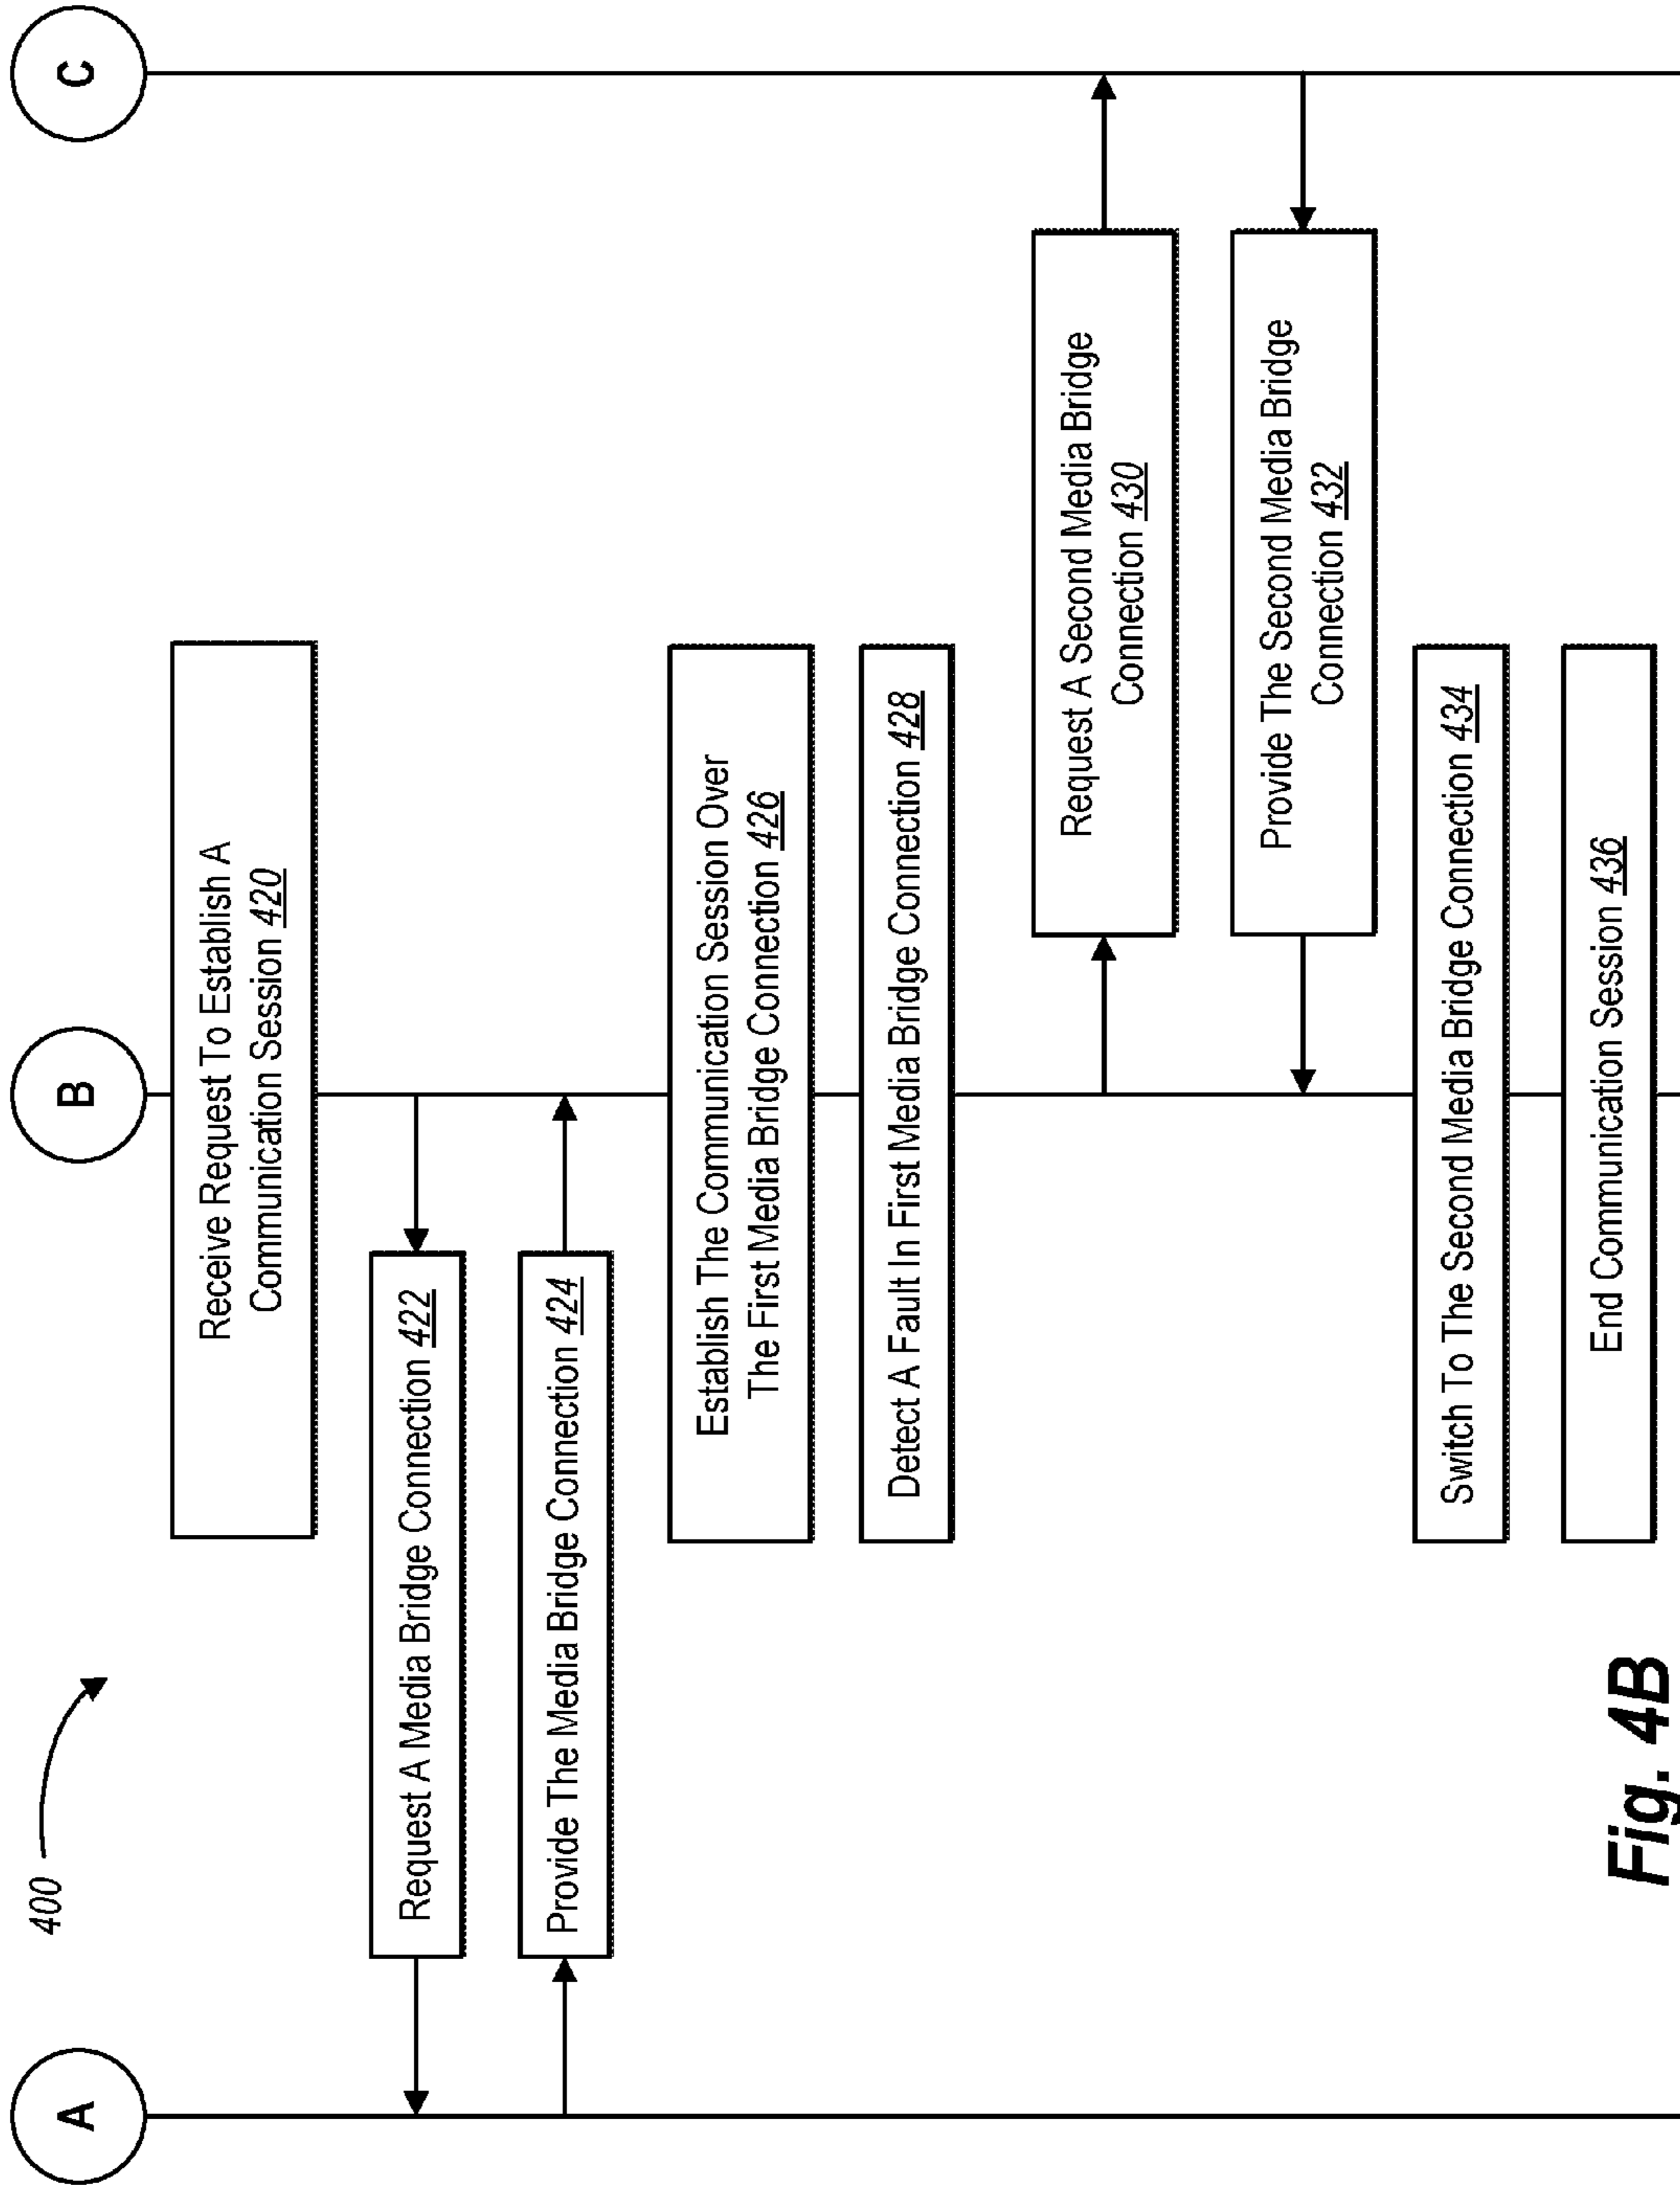 400
A
B
C
Receive Request To Establish A
Communication Session 420
Request A Media Bridge Connection 422
Provide The Media Bridge Connection 424
Establish The Communication Session Over
The First Media Bridge Connection 426
Detect A Fault In First Media Bridge Connection 428
Request A Second Media Bridge
Connection 430
Provide The Second Media Bridge
Connection 432
Switch To The Second Media Bridge Connection 434
End Communication Session 436
Fig. 4B